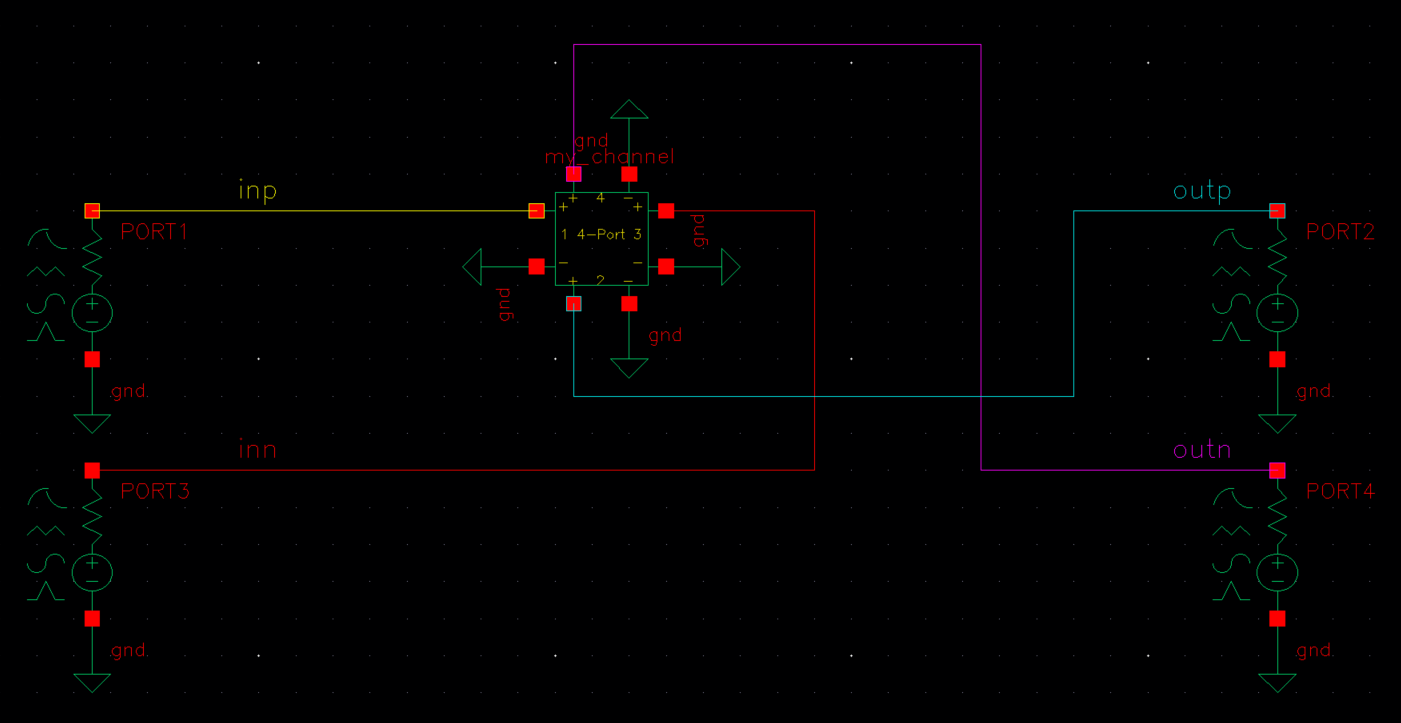 gnd
my_channel
inp
outp
+ 4 −
+ +
PORT1
gnd
PORT2
1 4-Port 3
− −
+ 2 −
gnd
gnd
+
−
+
−
gnd
gnd
gnd
inn
outn
PORT3
PORT4
+
−
+
−
gnd
gnd